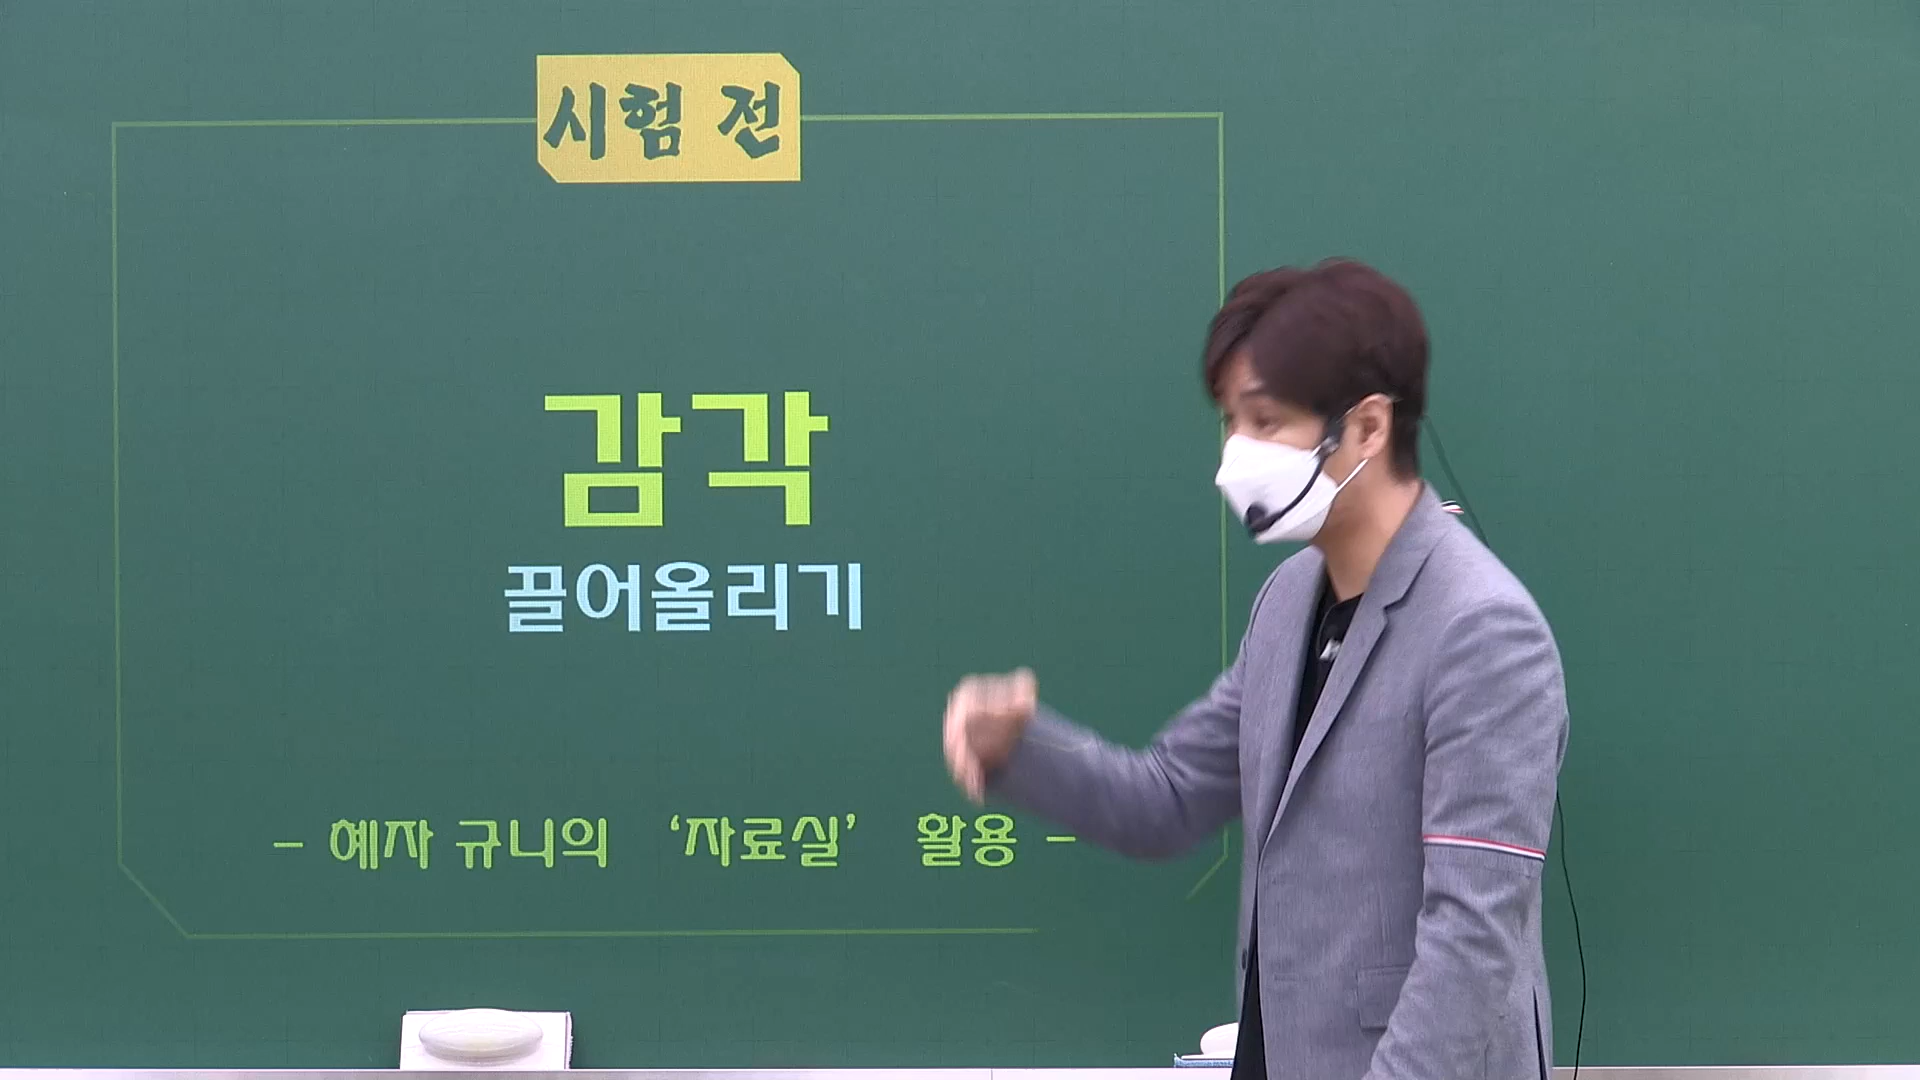 시험 전
감각
끌어올리기
- 혜자 규니의 ‘자료실’ 활용 -